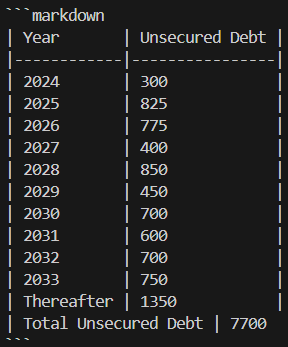 ```markdown
| Year       | Unsecured Debt |
|------------|----------------|
| 2024       | 300            |
| 2025       | 825            |
| 2026       | 775            |
| 2027       | 400            |
| 2028       | 850            |
| 2029       | 450            |
| 2030       | 700            |
| 2031       | 600            |
| 2032       | 700            |
| 2033       | 750            |
| Thereafter | 1350           |
| Total Unsecured Debt | 7700
```